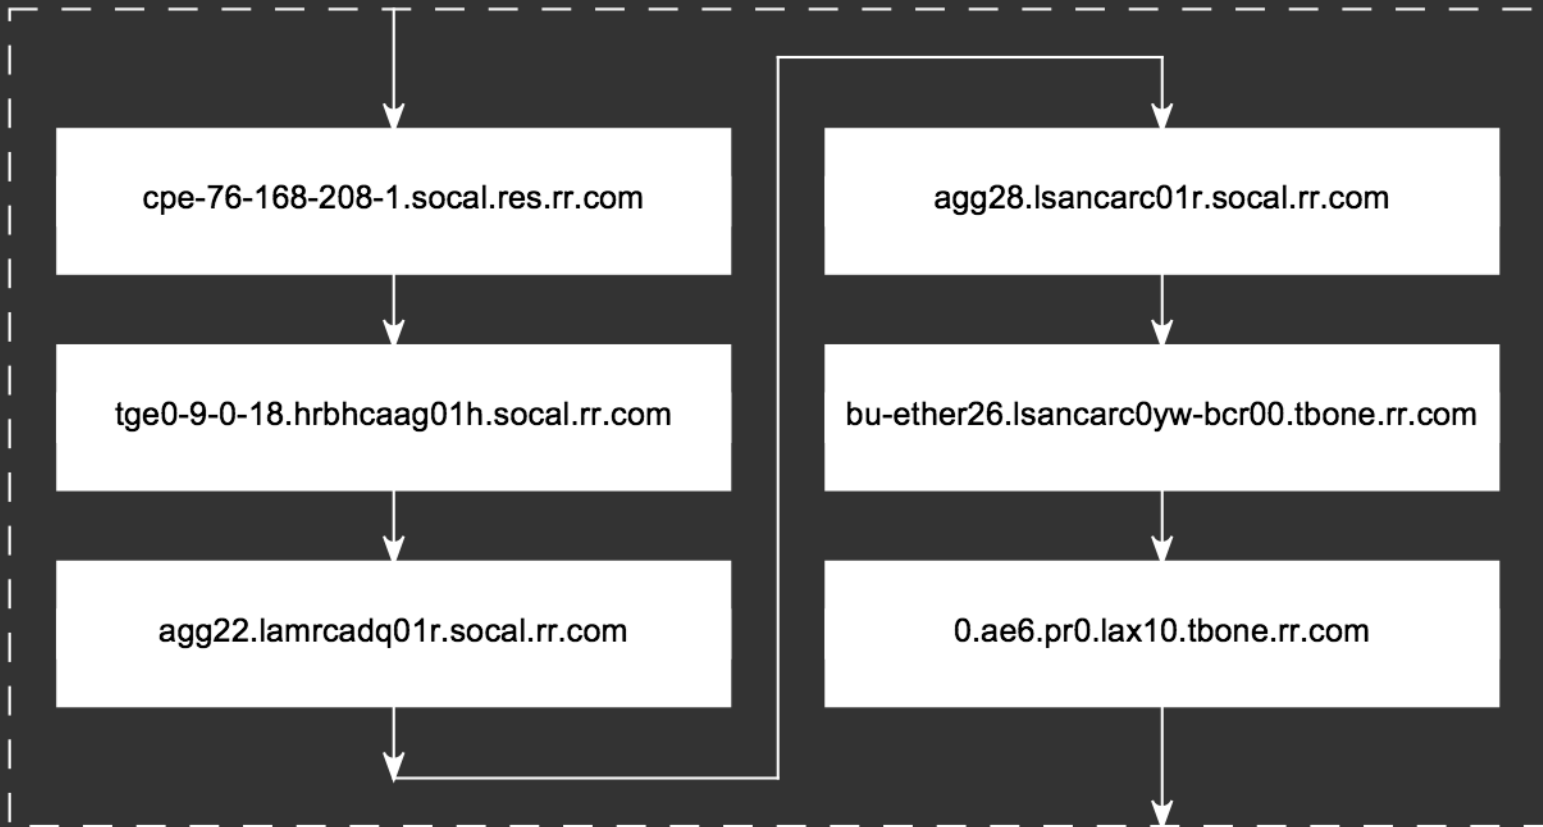 cpe-76-168-208-1.socal.res.rr.com
tge0-9-0-18.hrbhcaag01h.socal.rr.com
agg22.lamrcadq01r.socal.rr.com
agg28.lsancarc01r.socal.rr.com
bu-ether26.lsancarc0yw-bcr00.tbone.rr.com
0.ae6.pr0.lax10.tbone.rr.com